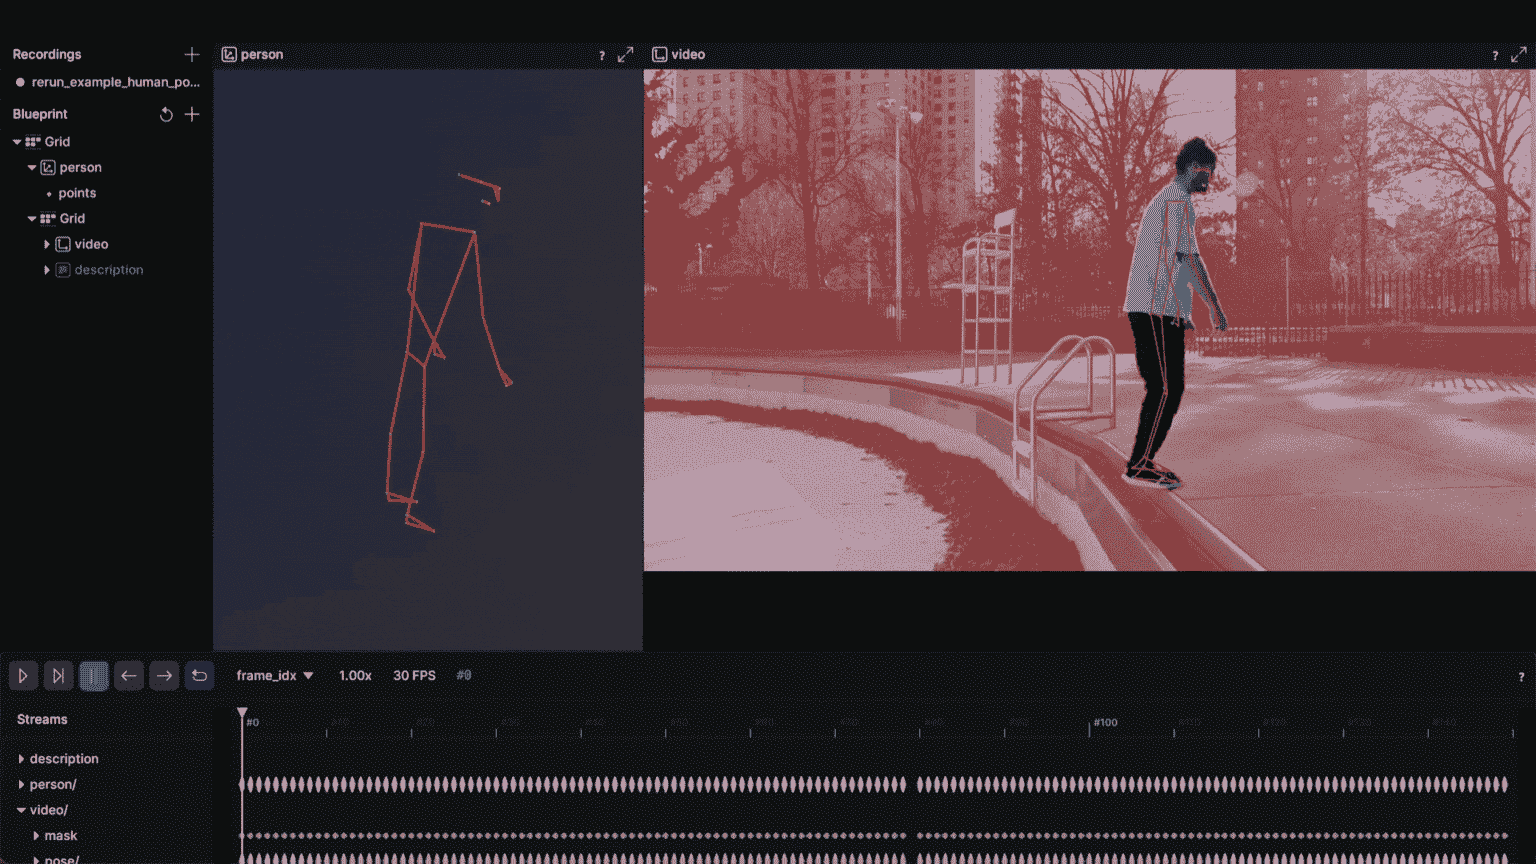 Recordings
rerun_example_human_po...
Blueprint
Grid
person
points
Grid
video
description
person ?
video ?
frame_idx 1.00x 30 FPS #0
?
Streams
#0 #100
description
person/
video/
mask
pose/